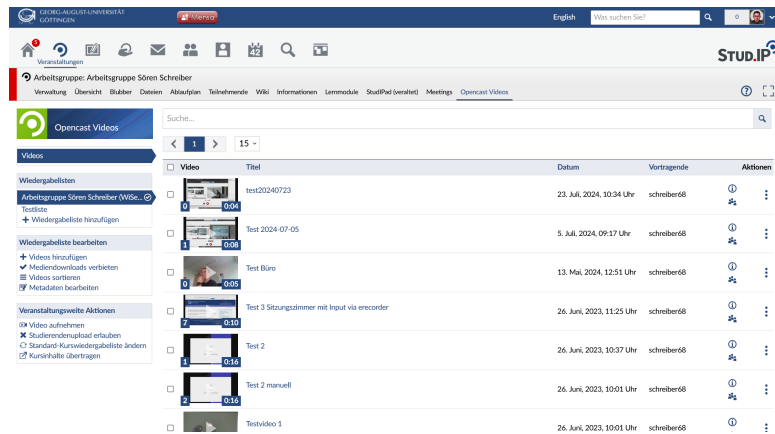 GEORG-AUGUST-UNIVERSITÄT
GÖTTINGEN
Mensa
English
Was suchen Sie?
0
5
42
Veranstaltungen
STUD.IP
Arbeitsgruppe: Arbeitsgruppe Sören Schreiber
Verwaltung Übersicht Blubber Dateien Ablaufplan Teilnehmende Wiki Informationen Lernmodule StudIPad (veraltet) Meetings Opencast Videos
Opencast Videos
Videos
Wiedergabelisten
Arbeitsgruppe Sören Schreiber (WiSe...
Testliste
Wiedergabeliste hinzufügen
Wiedergabeliste bearbeiten
Videos hinzufügen
Mediendownloads verbieten
Videos sortieren
Metadaten bearbeiten
Veranstaltungsweite Aktionen
Video aufnehmen
Studierendenupload erlauben
Standard-Kurswiedergabeliste ändern
Kursinhalte übertragen
Suche...
1
15
Video Titel Datum Vortragende Aktionen
0 0:04 test20240723 23. Juli, 2024, 10:34 Uhr schreiber68
1 0:08 Test 2024-07-05 5. Juli, 2024, 09:17 Uhr schreiber68
0 0:05 Test Büro 13. Mai, 2024, 12:51 Uhr schreiber68
7 0:10 Test 3 Sitzungszimmer mit Input via erecorder 26. Juni, 2023, 11:25 Uhr schreiber68
1 0:16 Test 2 26. Juni, 2023, 10:37 Uhr schreiber68
2 0:16 Test 2 manuell 26. Juni, 2023, 10:01 Uhr schreiber68
Testvideo 1 26. Juni, 2023, 10:01 Uhr schreiber68